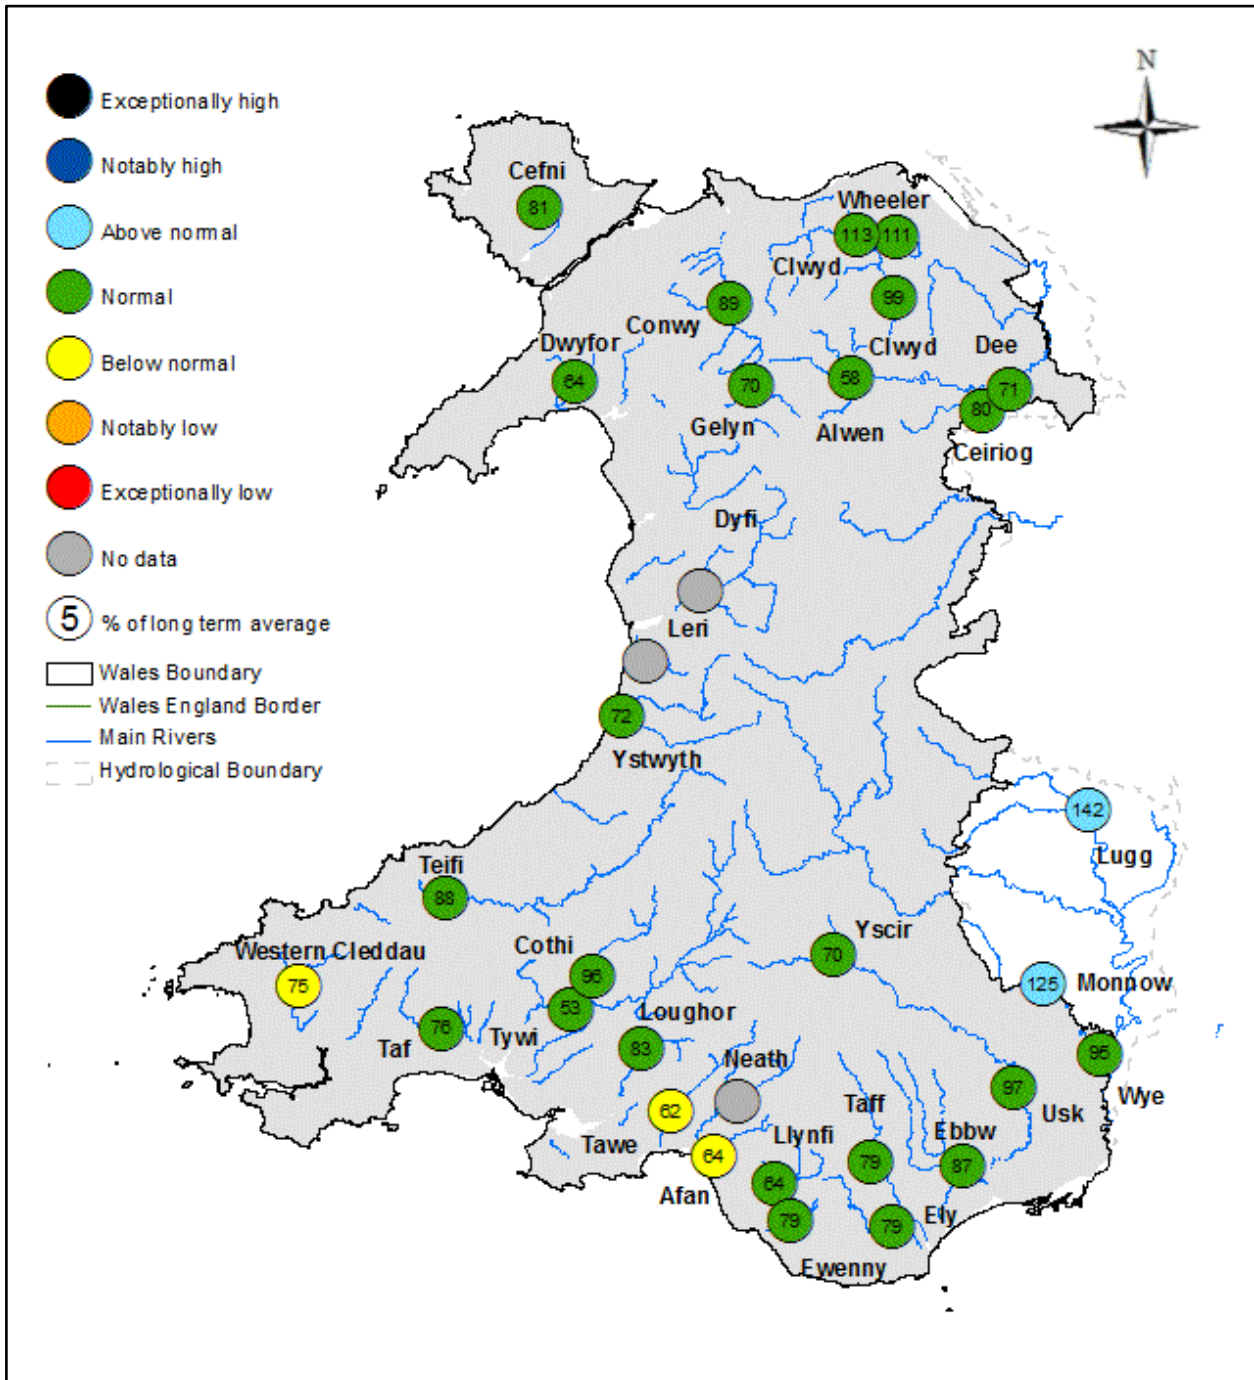 N
Exceptionally high
Notably high
Above normal
Normal
Below normal
Notably low
Exceptionally low
No data
5 % of long term average
Wales Boundary
Wales England Border
Main Rivers
Hydrological Boundary
Cefni
81
Wheeler
113 111
Clwyd
99
89
Conwy
Clwyd
Dee
Dwyfor
64
70
58
71
80
Gelyn
Alwen
Ceiriog
Dyfi
Leri
72
Ystwyth
142
Lugg
Teifi
88
Yscir
70
Western Cleddau
75
Cothi
96
53
Monnow
125
Taf
76
Tywi
Loughor
83
Neath
95
Wye
97
Usk
Taff
Ebbw
62
Tawe
Llynfi
64
Afan
79
87
64
79
79
Ely
Ewenny